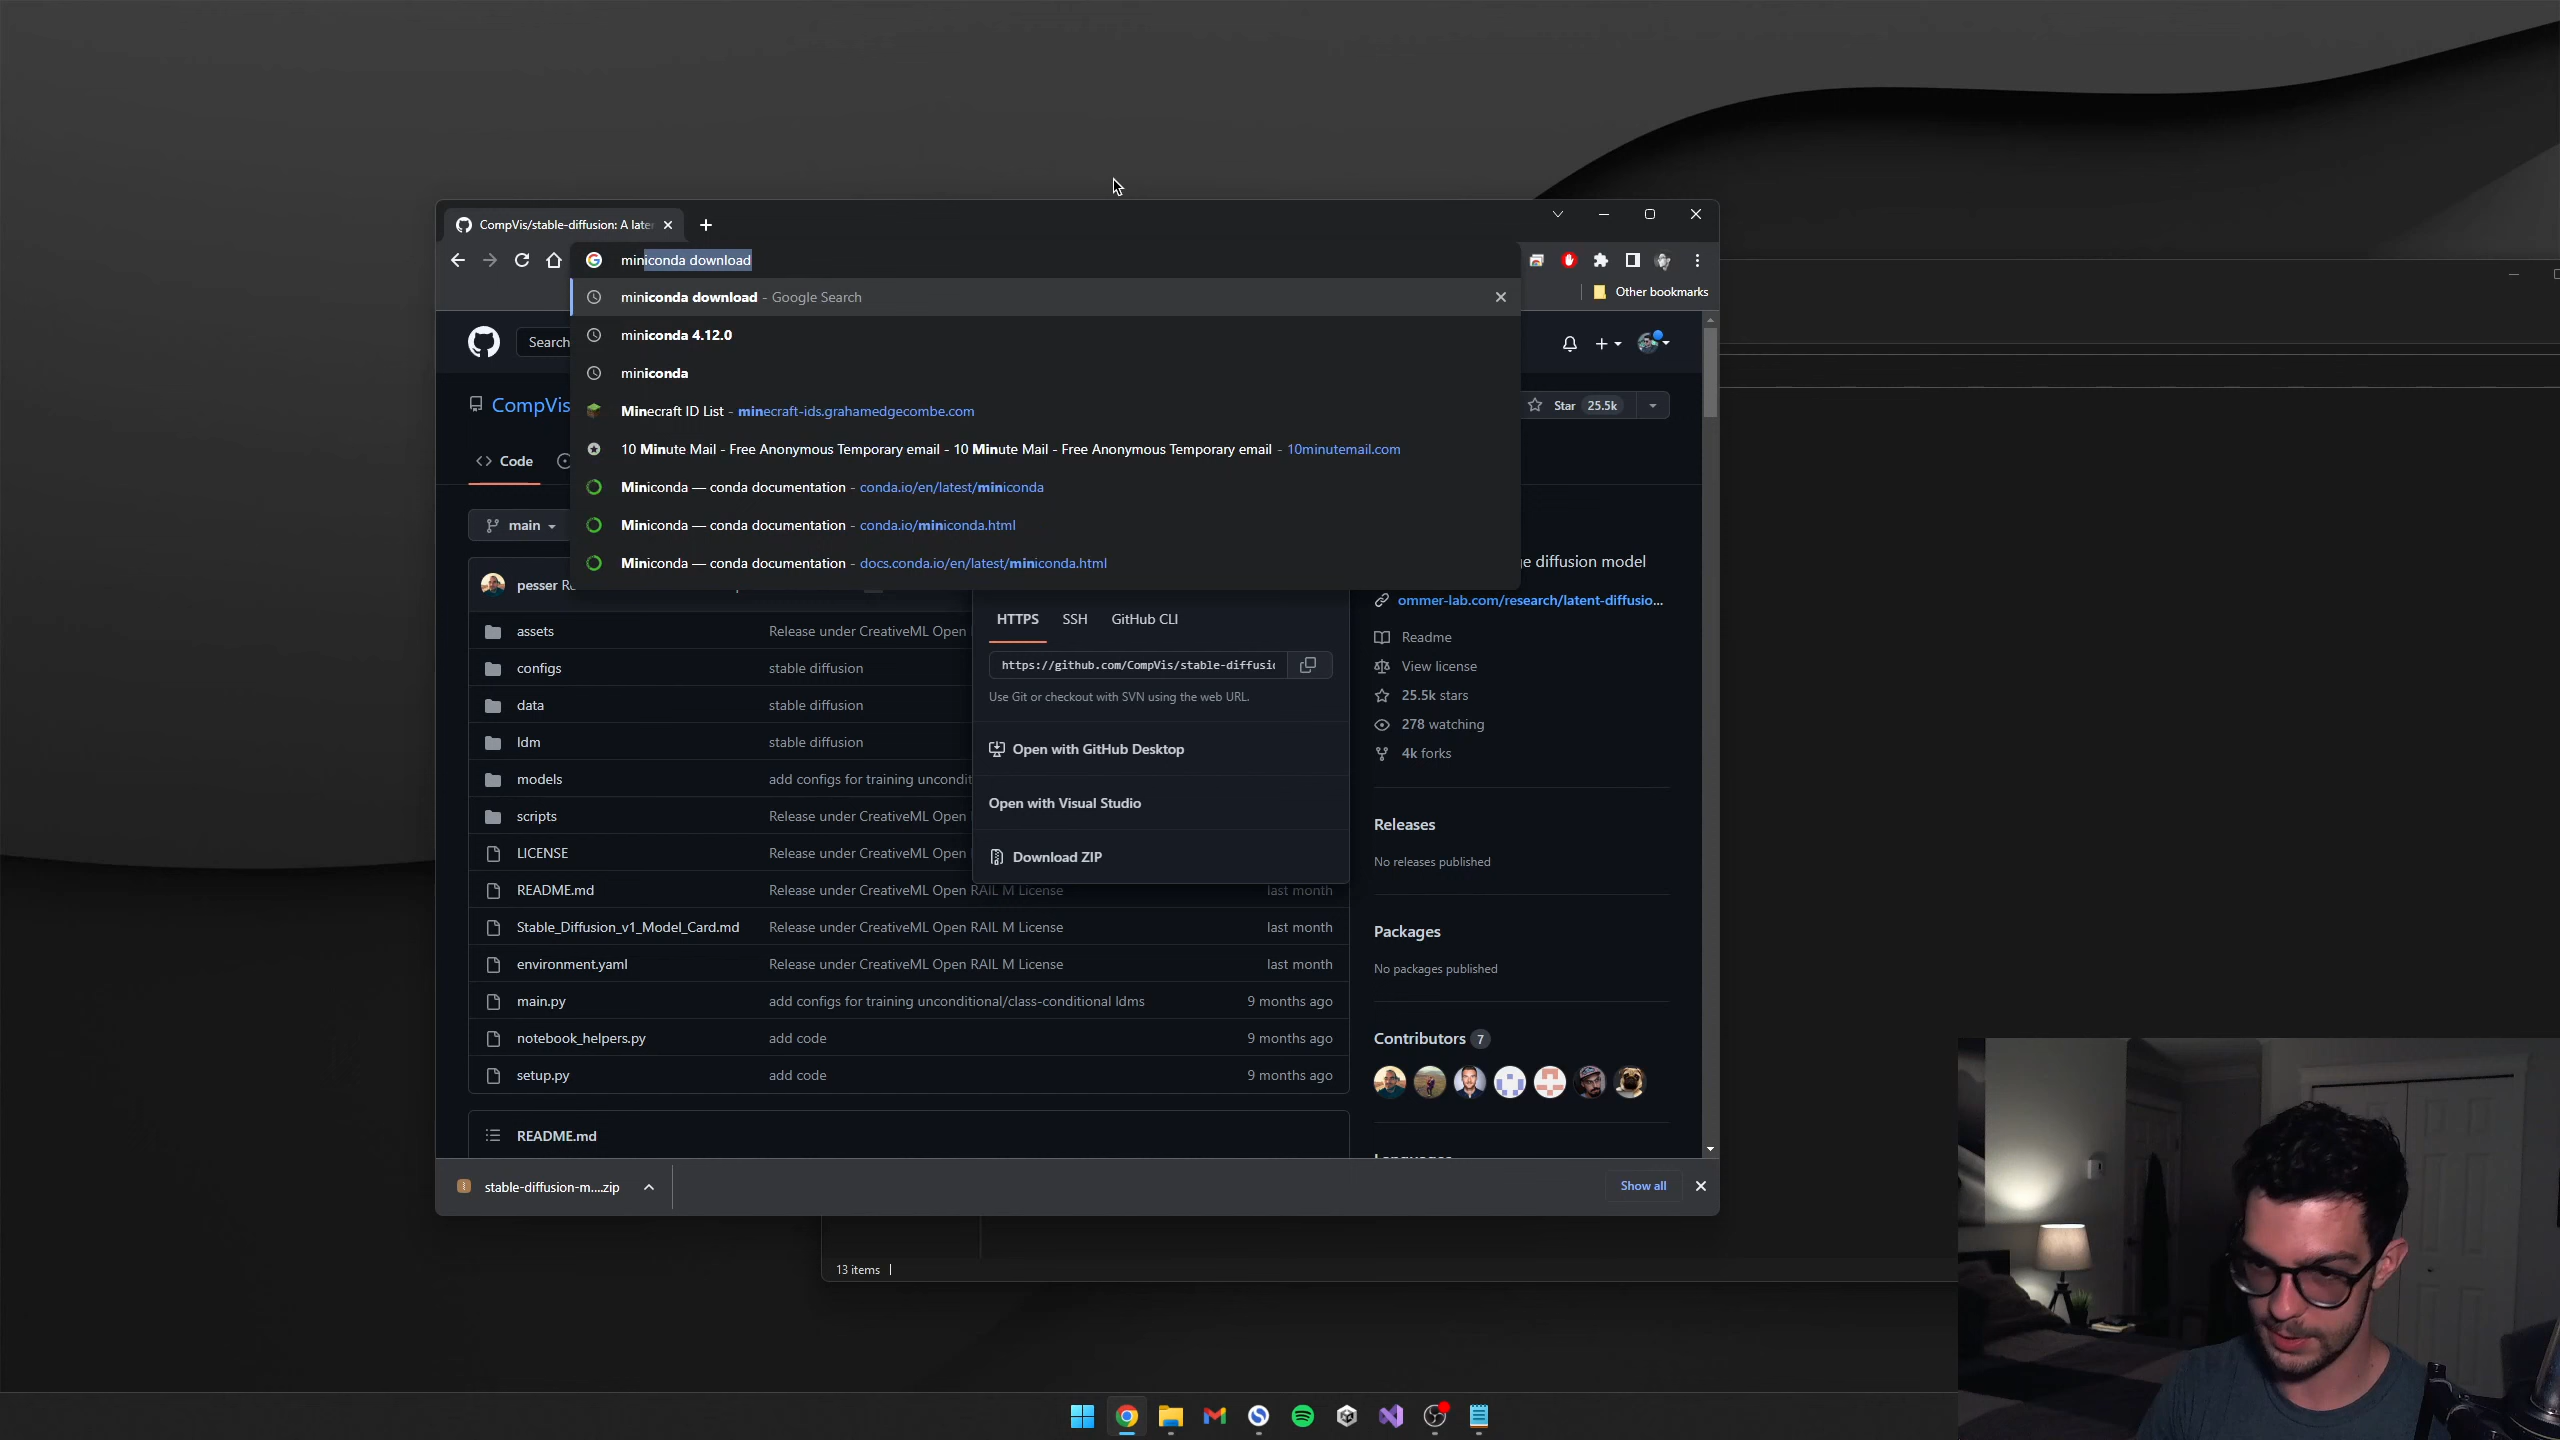 CompVis/stable-diffusion: A late
miniconda download
miniconda download - Google Search
Other bookmarks
miniconda 4.12.0
Search
miniconda
CompVis
Minecraft ID List - minecraft-ids.grahamedgecombe.com
Star 25.5k
10 Minute Mail - Free Anonymous Temporary email - 10 Minute Mail - Free Anonymous Temporary email - 10minutemail.com
Code
Miniconda — conda documentation - conda.io/en/latest/miniconda
main
Miniconda — conda documentation - conda.io/miniconda.html
Miniconda — conda documentation - docs.conda.io/en/latest/miniconda.html
diffusion model
pesser
ommer-lab.com/research/latent-diffusio...
HTTPS SSH GitHub CLI
assets Release under CreativeML Open
Readme
https://github.com/CompVis/stable-diffusi
configs stable diffusion
View license
Use Git or checkout with SVN using the web URL.
25.5k stars
data stable diffusion
278 watching
ldm stable diffusion
Open with GitHub Desktop
4k forks
models add configs for training uncondit
Open with Visual Studio
scripts Release under CreativeML Open
Releases
LICENSE Release under CreativeML Open
Download ZIP
No releases published
README.md Release under CreativeML Open RAIL M License last month
Stable_Diffusion_v1_Model_Card.md Release under CreativeML Open RAIL M License last month
Packages
environment.yaml Release under CreativeML Open RAIL M License last month
No packages published
main.py add configs for training unconditional/class-conditional ldms 9 months ago
notebook_helpers.py add code 9 months ago
Contributors 7
setup.py add code 9 months ago
README.md
stable-diffusion-m....zip
Show all
13 items